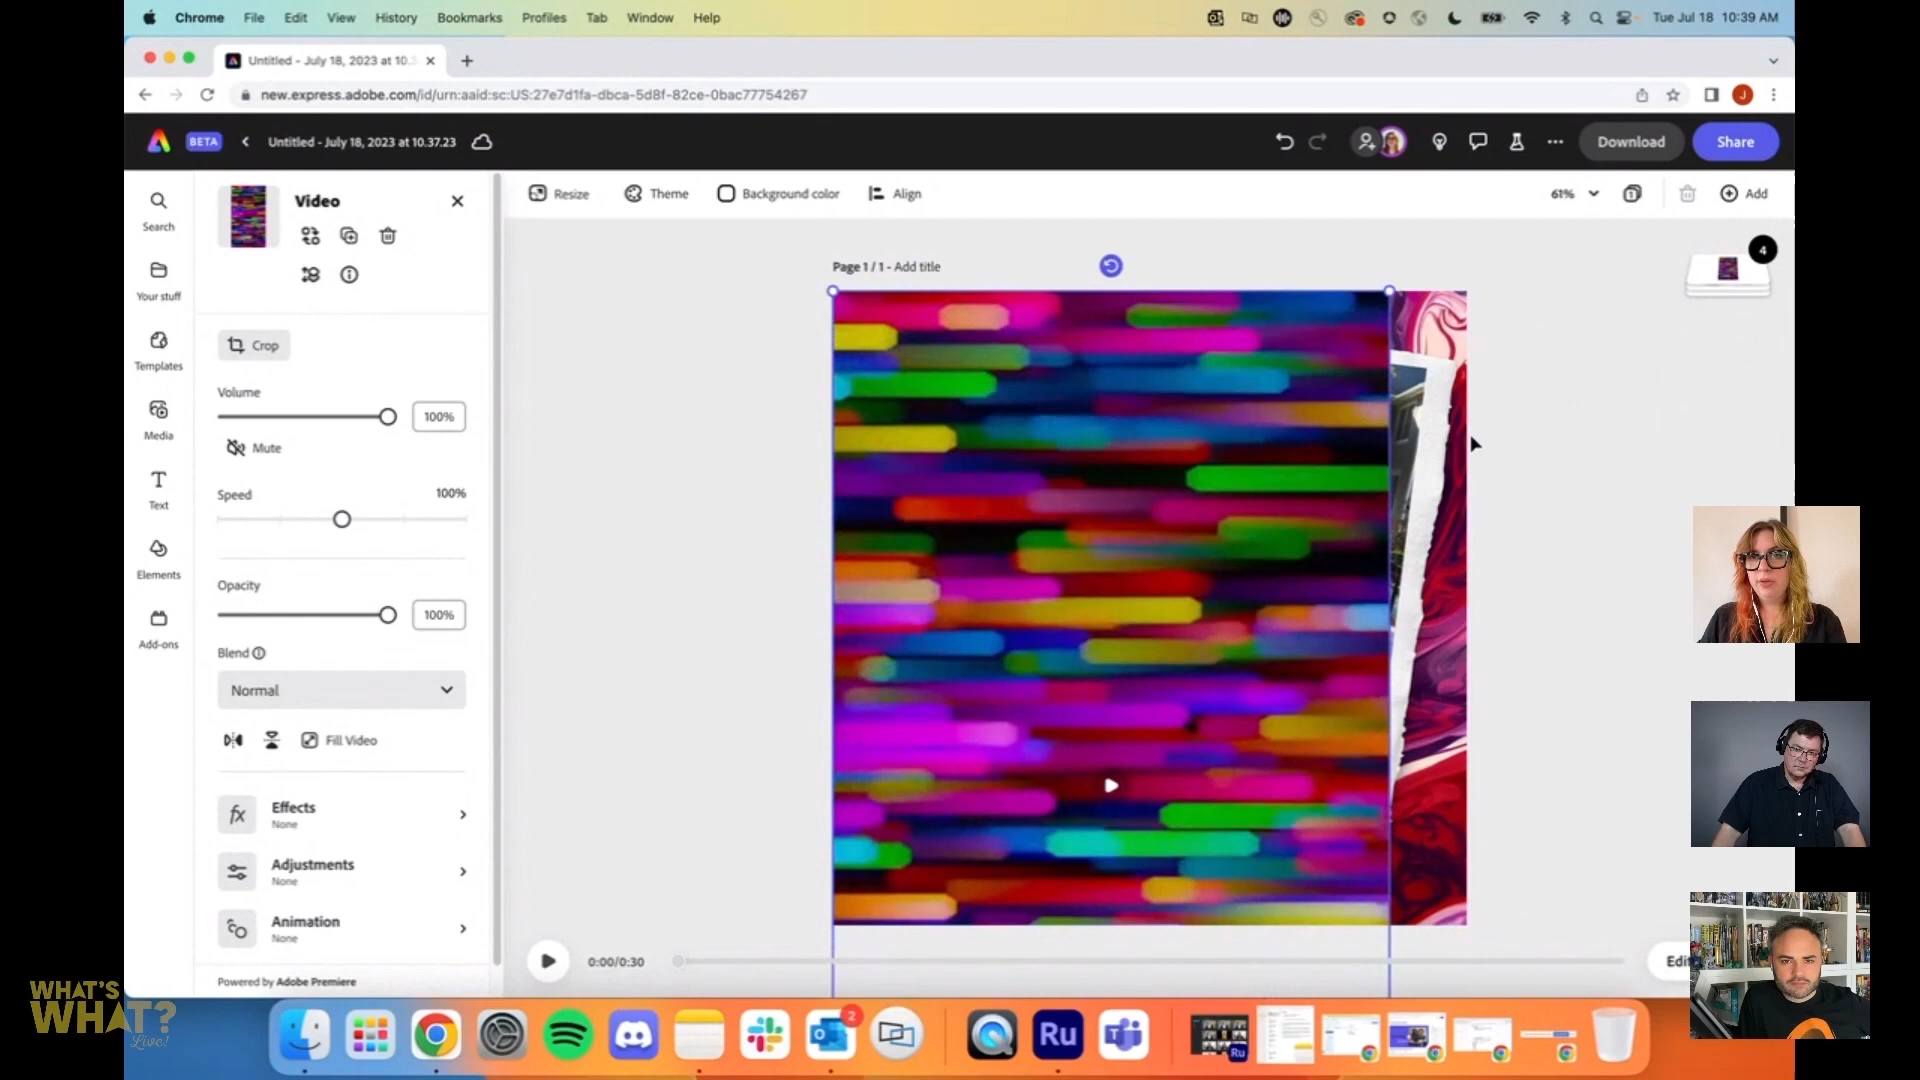 Chrome File Edit View History Bookmarks Profiles Tab Window Help Tue Jul 18 10:39 AM
Untitled - July 18, 2023 at 10.
new.express.adobe.com/id/urn:aaid:sc:US:27e7d1fa-dbca-5d8f-82ce-0bac77754267 J
BETA Untitled - July 18, 2023 at 10.37.23 Download Share
Search
Your stuff
Templates
Media
Text
Elements
Add-ons
Video
Crop
Volume
100%
Mute
Speed 100%
Opacity
100%
Blend
Normal
Fill Video
fx Effects
None
Adjustments
None
Animation
None
Powered by Adobe Premiere
Resize Theme Background color Align 61% 1 Add
Page 1 / 1 - Add title
4
0:00/0:30
Edit
WHAT'S
WHAT?
Live!
2
Ru
Ru